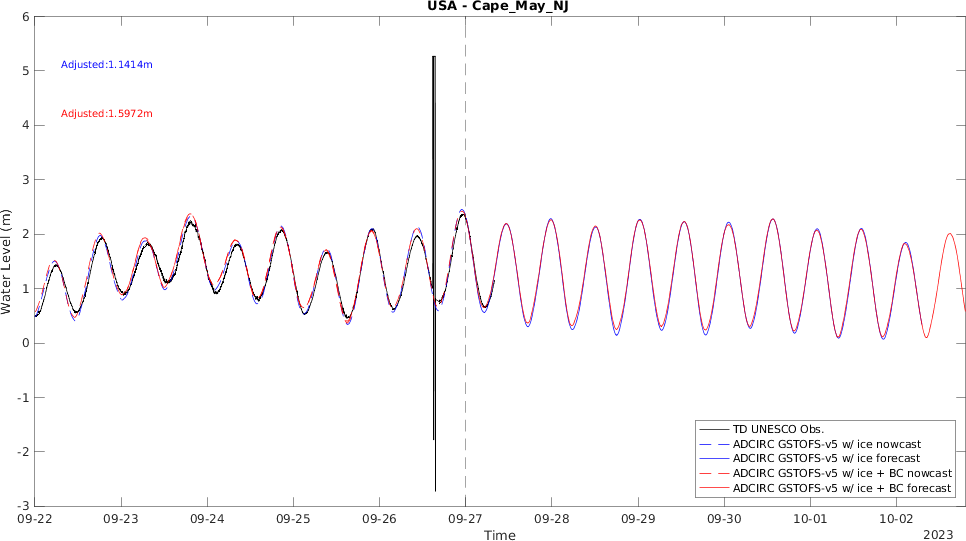 USA - Cape_May_NJ
Adjusted:1.1414m
Adjusted:1.5972m
Water Level (m)
6
5
4
3
2
1
0
-1
-2
-3
TD UNESCO Obs.
ADCIRC GSTOFS-v5 w/ ice nowcast
ADCIRC GSTOFS-v5 w/ ice forecast
ADCIRC GSTOFS-v5 w/ ice + BC nowcast
ADCIRC GSTOFS-v5 w/ ice + BC forecast
09-22 09-23 09-24 09-25 09-26 09-27 09-28 09-29 09-30 10-01 10-02
Time
2023